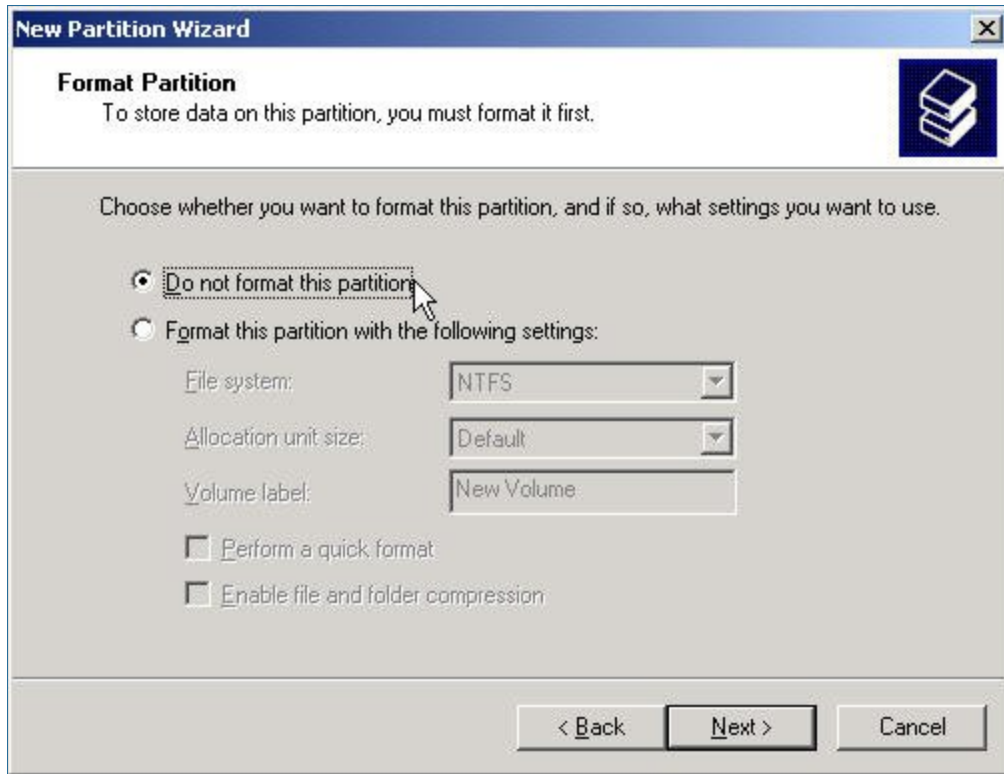 New Partition Wizard
Format Partition
To store data on this partition, you must format it first.
Choose whether you want to format this partition, and if so, what settings you want to use.
Do not format this partition
Format this partition with the following settings:
File system: NTFS
Allocation unit size: Default
Volume label: New Volume
Perform a quick format
Enable file and folder compression
< Back Next > Cancel